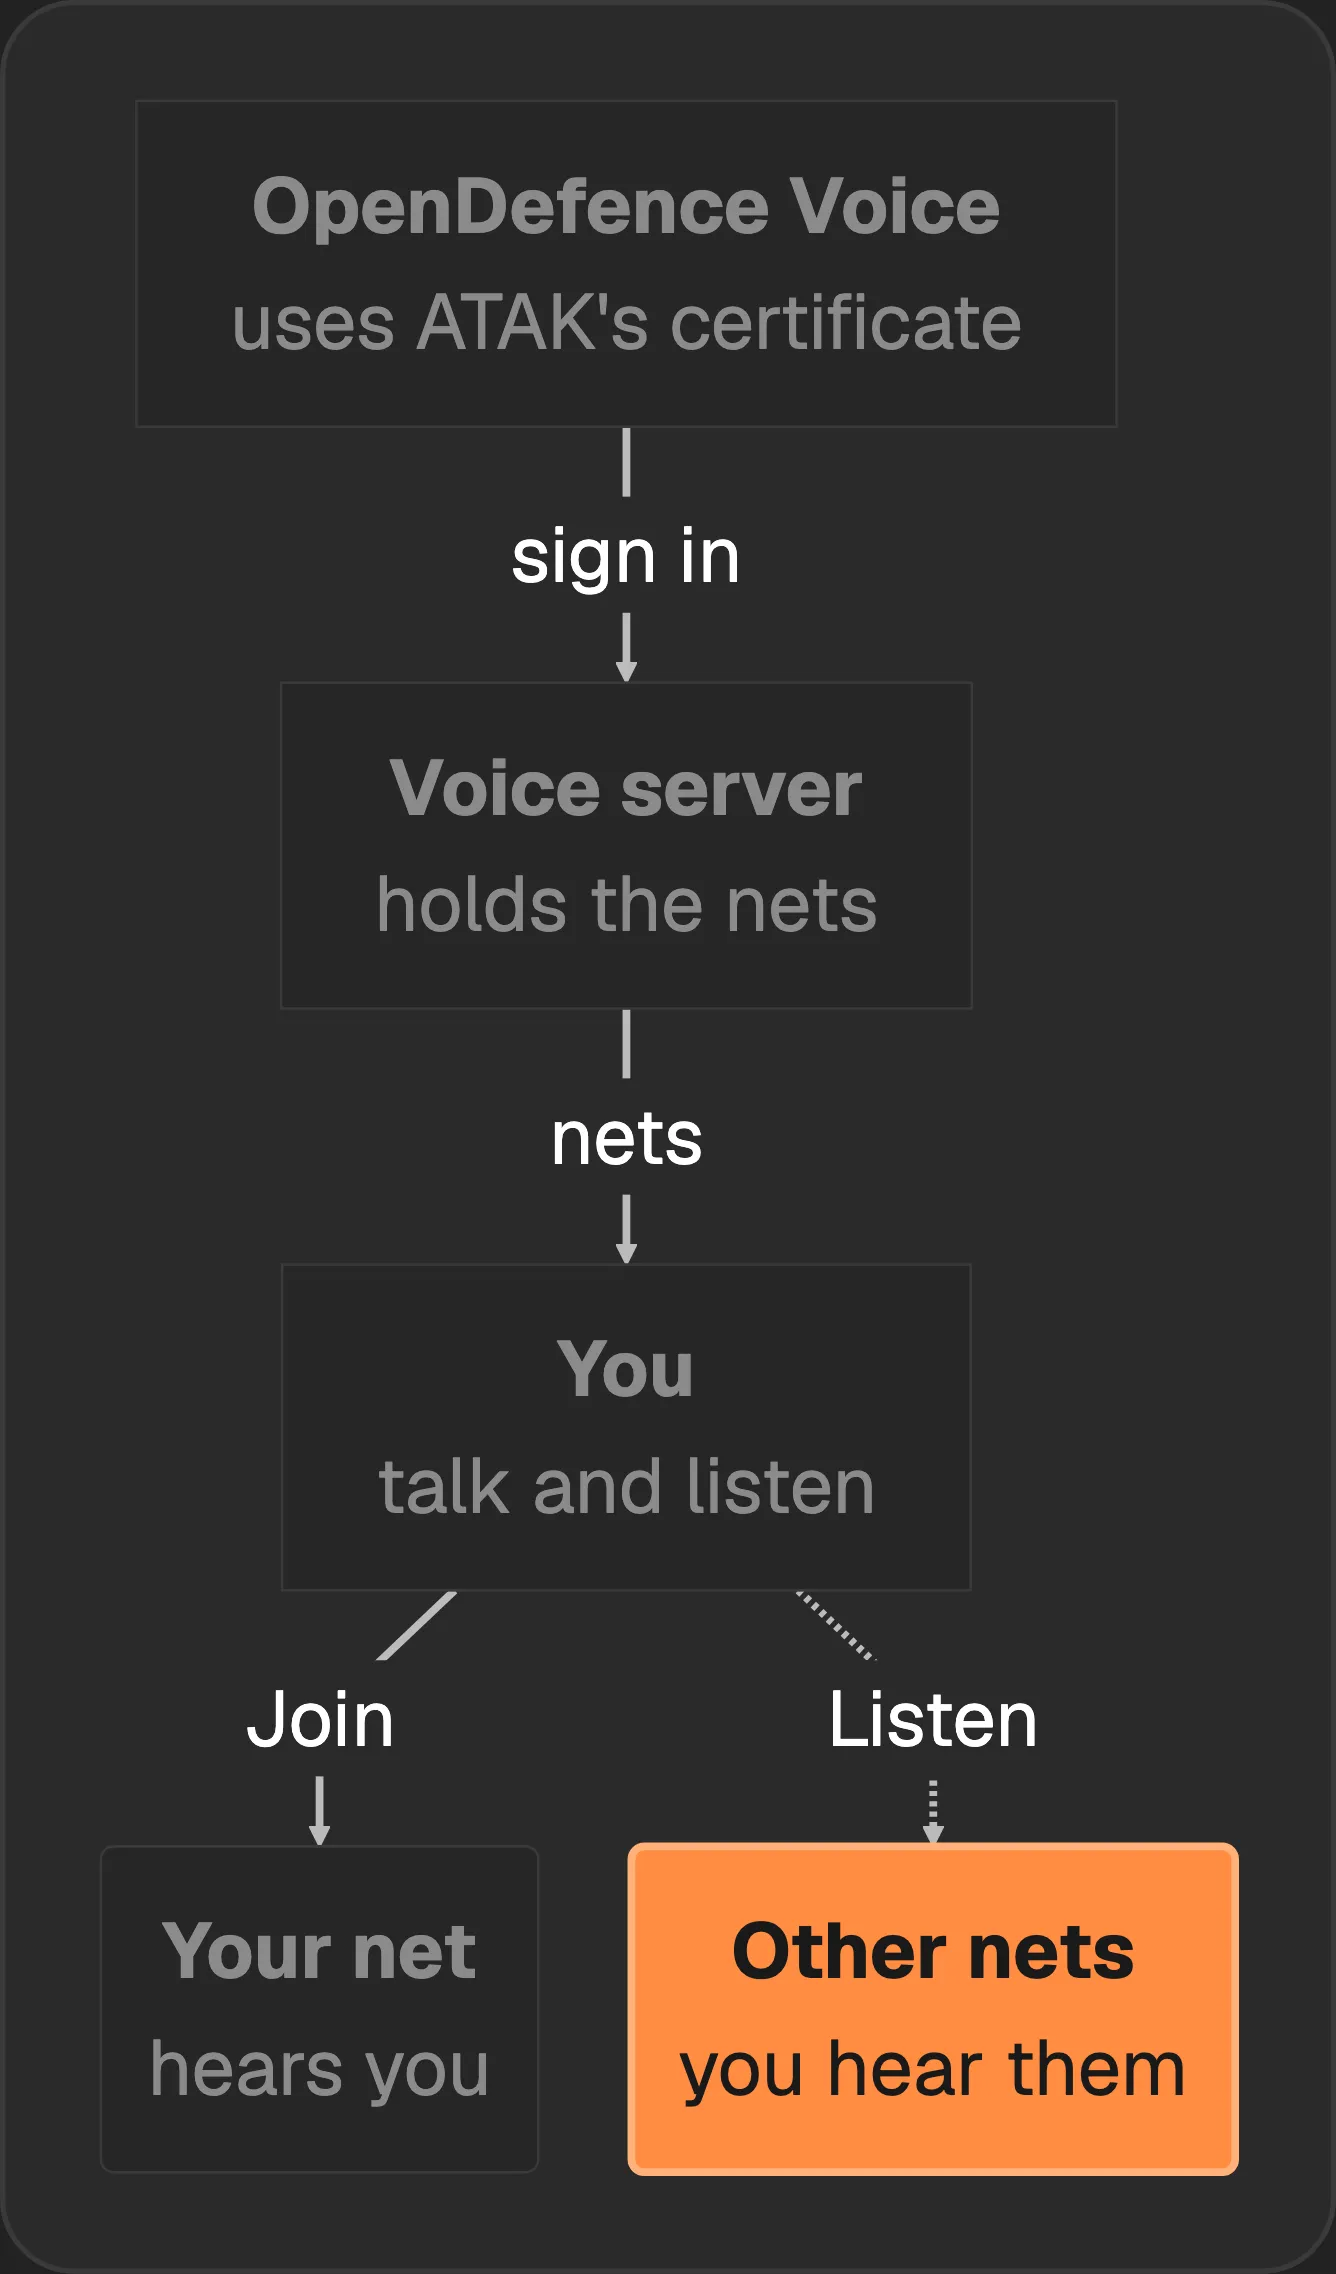 OpenDefence Voice
uses ATAK's certificate
sign in
Voice server
holds the nets
nets
You
talk and listen
Join
Listen
Your net
hears you
Other nets
you hear them